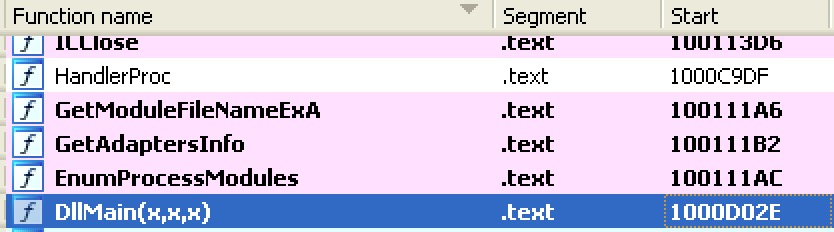 Function name Segment Start
ICClose .text 100113D6
HandlerProc .text 1000C9DF
GetModuleFileNameExA .text 100111A6
GetAdaptersInfo .text 100111B2
EnumProcessModules .text 100111AC
DllMain(x,x,x) .text 1000D02E